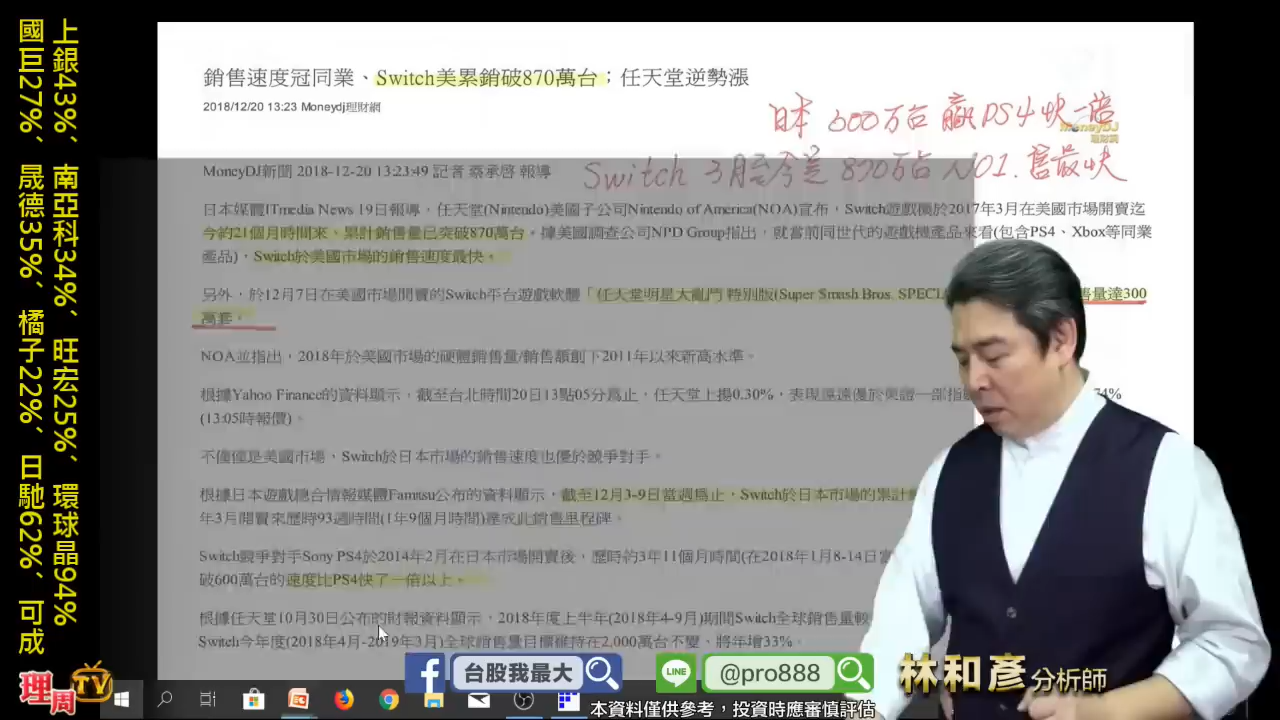 上銀43%、南亞科34%、旺宏25%、環球晶94%
國巨27%、晟德35%、橘子22%、日馳62%、可成
銷售速度冠同業、Switch美累銷破870萬台；任天堂逆勢漲
2018/12/20 13:23 Moneydj理財網
日本 600万台 贏PS4快一倍
MoneyDJ
理財網
MoneyDJ新聞 2018-12-20 13:23:49 記者 蔡承啓 報導
Switch 3月至今是 870万台 NO1.售最快
日本媒體ITmedia News 19日報導，任天堂(Nintendo)美國子公司Nintendo of America(NOA)宣布，Switch遊戲機於2017年3月在美國市場開賣迄
今約21個月時間來、累計銷售量已突破870萬台。據美國調查公司NPD Group指出，就當前同世代的遊戲機產品來看(包含PS4、Xbox等同業
產品)，Switch於美國市場的銷售速度最快。
另外，於12月7日在美國市場開賣的Switch平台遊戲軟體「任天堂明星大亂鬥 特別版(Super Smash Bros. SPECI 售量達300
萬套。
NOA並指出，2018年於美國市場的硬體銷售量/銷售額創下2011年以來新高水準。
根據Yahoo Finance的資料顯示，截至台北時間20日13點05分為止，任天堂上揚0.30%，表現遠遠優於東證一部指 74%
(13:05時報價)。
不僅僅是美國市場，Switch於日本市場的銷售速度也優於競爭對手。
根據日本遊戲總合情報媒體Famitsu公布的資料顯示，截至12月3-9日當週為止，Switch於日本市場的累計
年3月開賣來歷時93週時間(1年9個月時間)達成此銷售里程碑。
Switch競爭對手Sony PS4於2014年2月在日本市場開賣後，歷時約3年11個月時間(在2018年1月8-14日當
破600萬台的速度比PS4快了一倍以上。
根據任天堂10月30日公布的財報資料顯示，2018年度上半年(2018年4-9月)期間Switch全球銷售量較
Switch今年度(2018年4月-2019年3月)全球銷售量目標維持在2,000萬台不變、將年增33%。
理周TV
台股我最大
LINE
@pro888
林和彥 分析師
本資料僅供參考，投資時應審慎評估